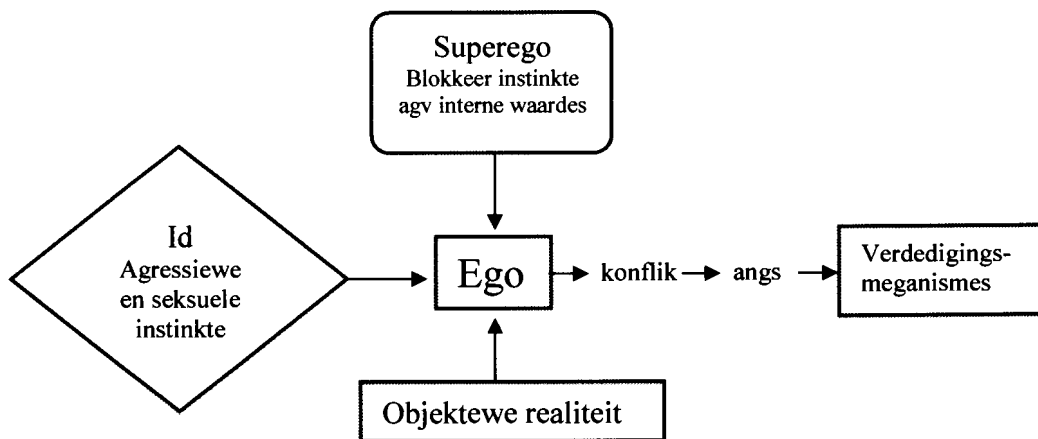 Superego
Blokkeer instinkte
agv interne waardes
Id
Agressiewe
en seksuele
instinkte
Ego
konflik
angs
Verdedigings-
meganismes
Objektewe realiteit